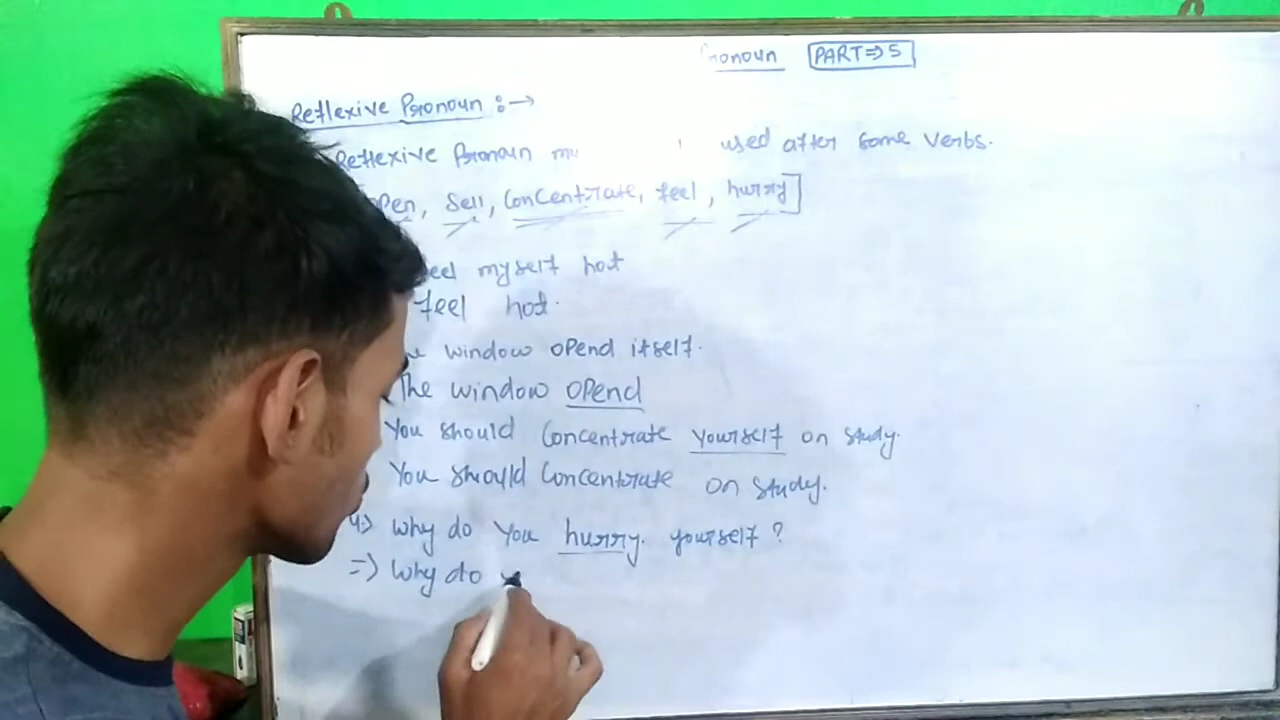 Pronoun PART⇒5
Reflexive Pronoun :→
Reflexive Pronoun used after some verbs.
open, Sell, Concentrate, feel, hurry]
feel myself hot
feel hot.
window opend itself.
The window opend
You should Concentrate yourself on study.
You should Concentrate on study.
4> Why do you hurry. yourself?
=> Why do